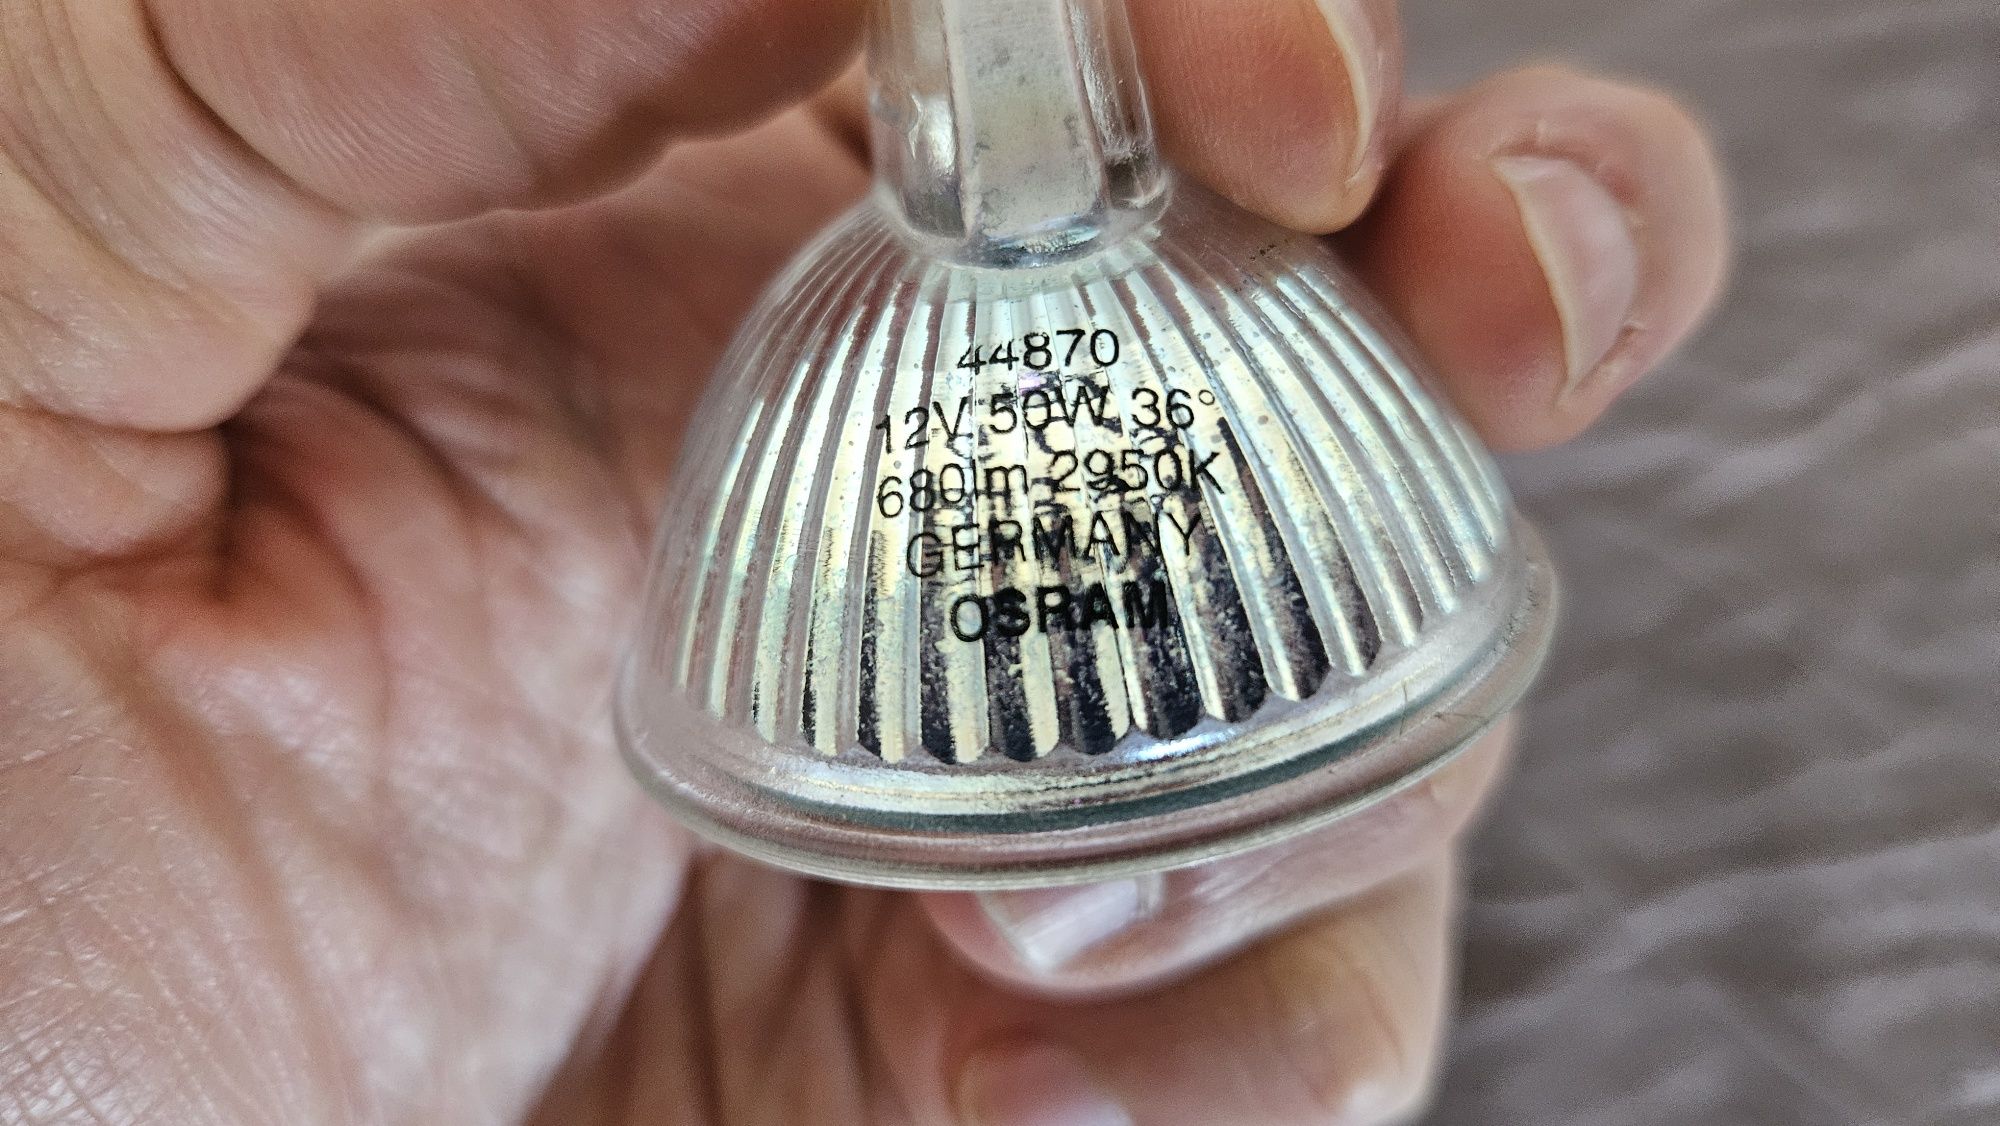 44870
12V 50W 36°
680lm 2950K
GERMANY
OSRAM